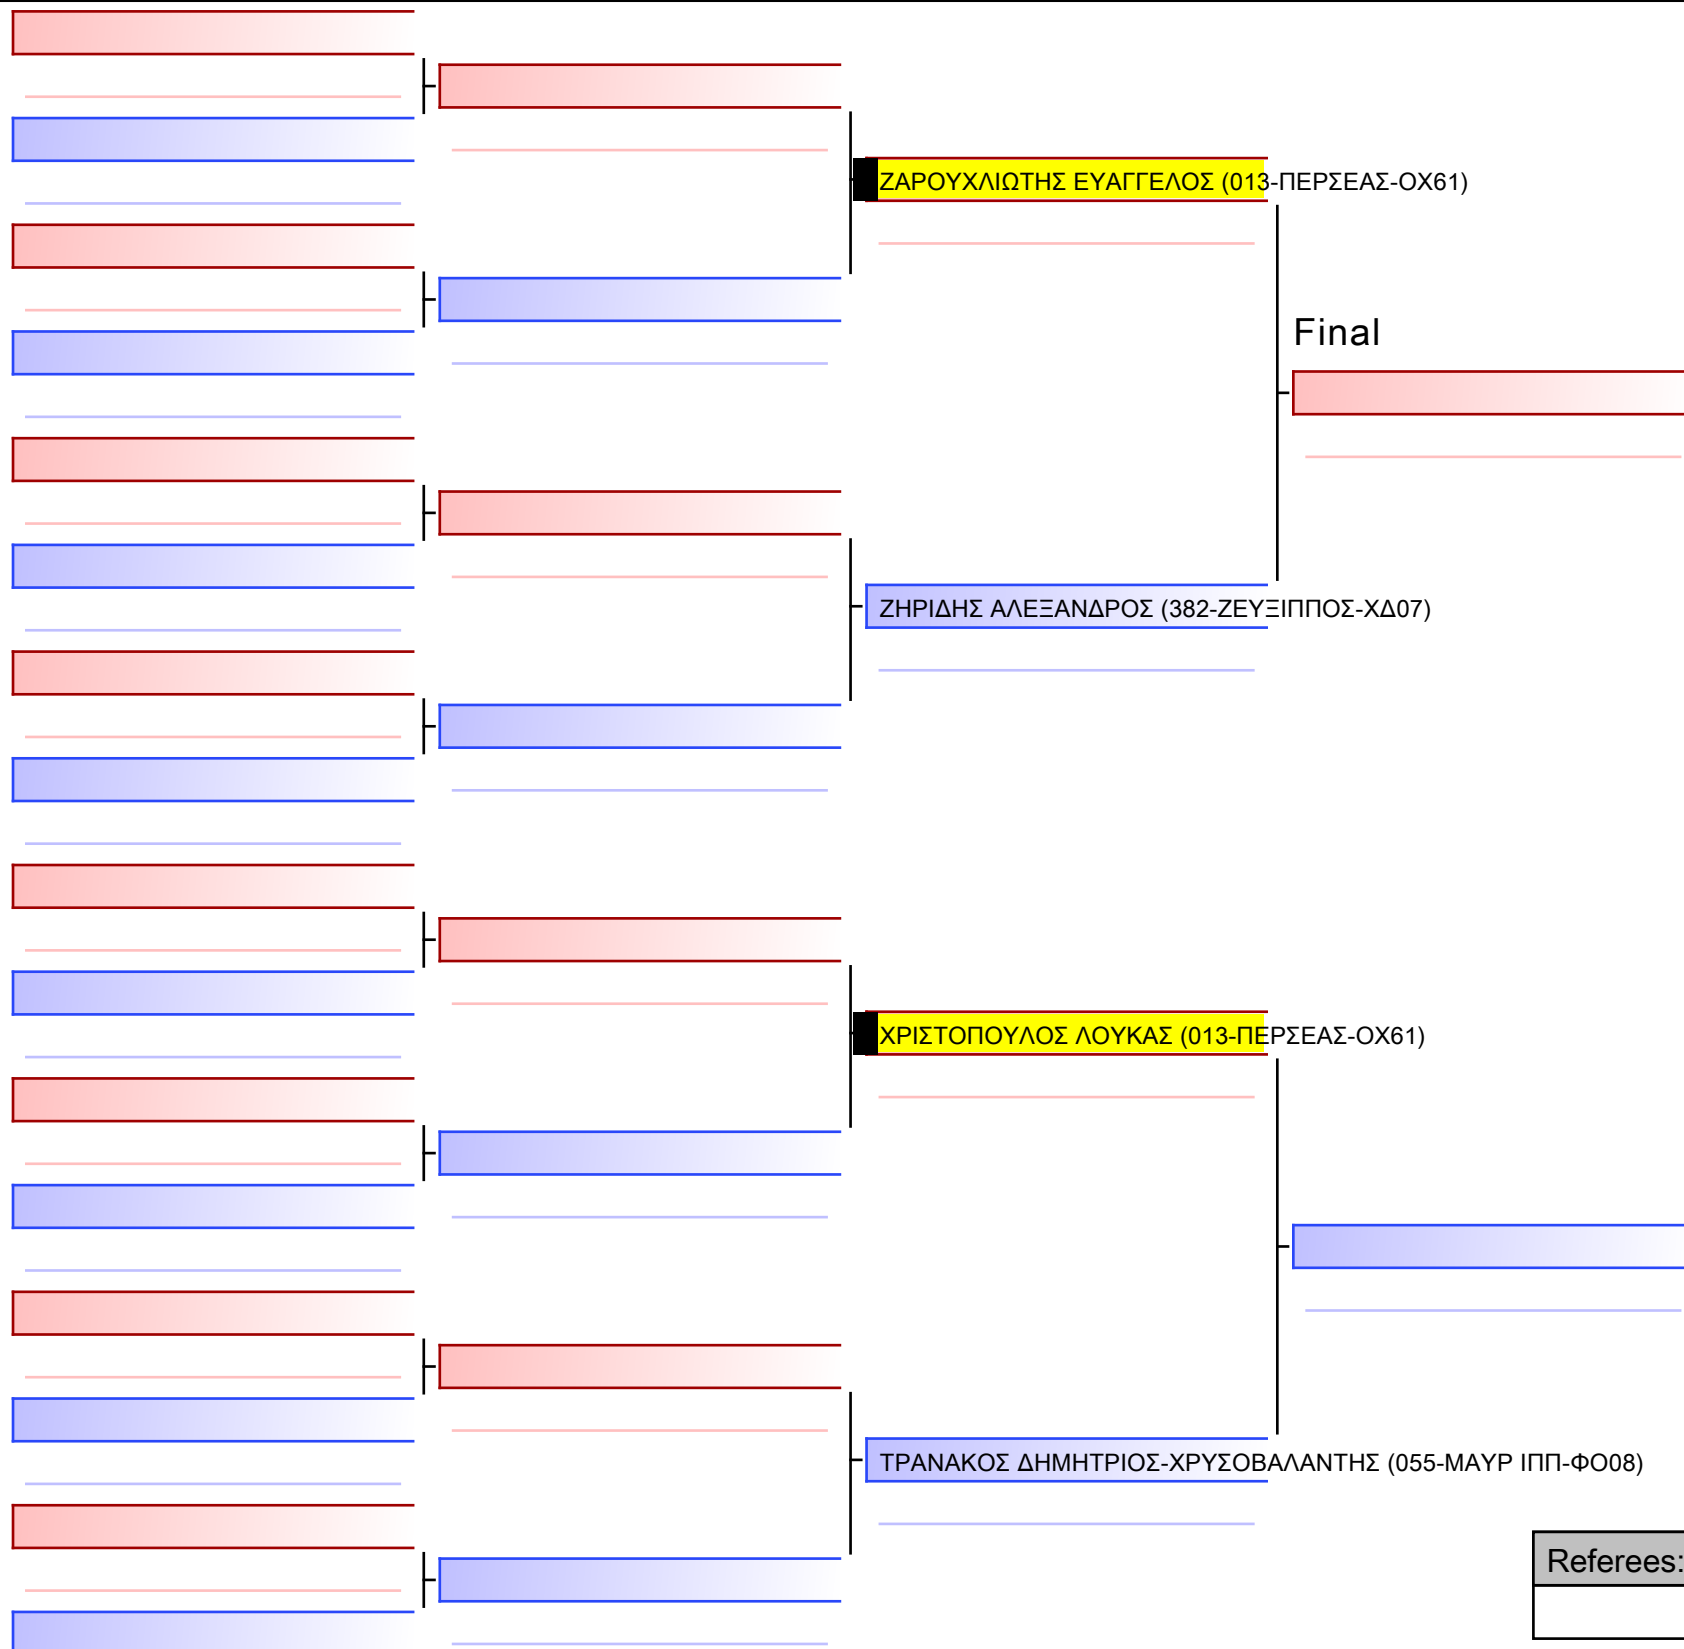 ΖΑΡΟΥΧΛΙΩΤΗΣ ΕΥΑΓΓΕΛΟΣ (013-ΠΕΡΣΕΑΣ-ΟΧ61)
Final
ΖΗΡΙΔΗΣ ΑΛΕΞΑΝΔΡΟΣ (382-ΖΕΥΞΙΠΠΟΣ-ΧΔ07)
ΧΡΙΣΤΟΠΟΥΛΟΣ ΛΟΥΚΑΣ (013-ΠΕΡΣΕΑΣ-ΟΧ61)
ΤΡΑΝΑΚΟΣ ΔΗΜΗΤΡΙΟΣ-ΧΡΥΣΟΒΑΛΑΝΤΗΣ (055-ΜΑΥΡ ΙΠΠ-ΦΟ08)
Referees: